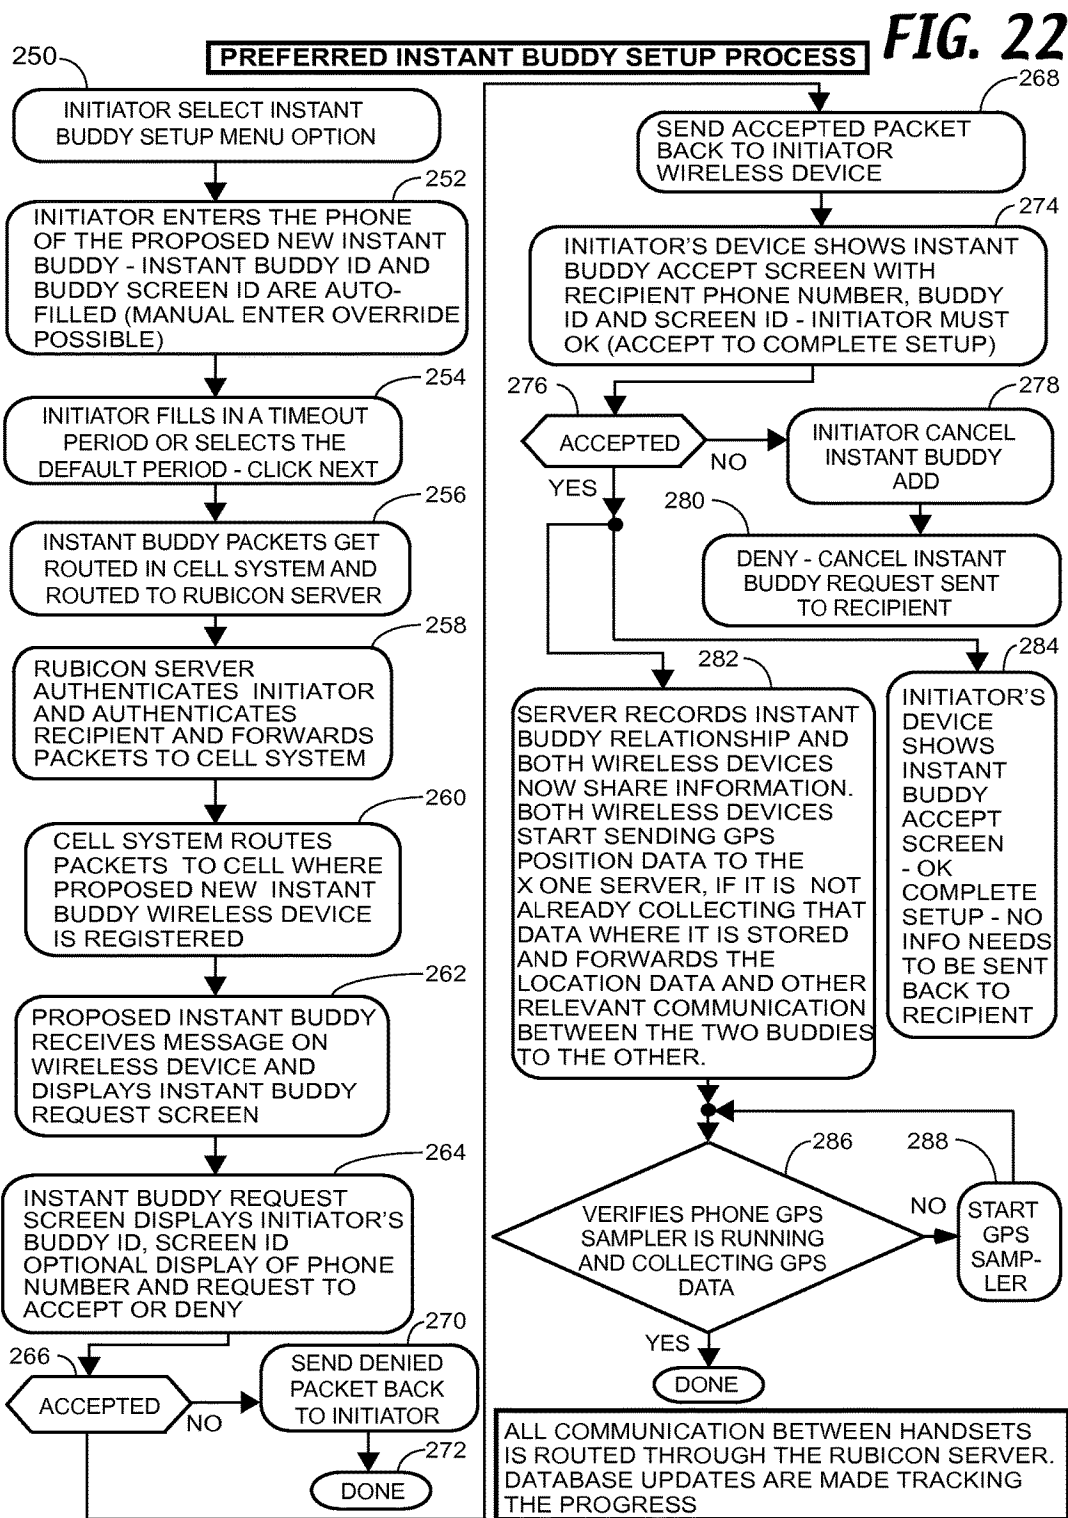 FIG. 22
PREFERRED INSTANT BUDDY SETUP PROCESS
250
INITIATOR SELECT INSTANT
BUDDY SETUP MENU OPTION
252
INITIATOR ENTERS THE PHONE
OF THE PROPOSED NEW INSTANT
BUDDY - INSTANT BUDDY ID AND
BUDDY SCREEN ID ARE AUTO-
FILLED (MANUAL ENTER OVERRIDE
POSSIBLE)
254
INITIATOR FILLS IN A TIMEOUT
PERIOD OR SELECTS THE
DEFAULT PERIOD - CLICK NEXT
256
INSTANT BUDDY PACKETS GET
ROUTED IN CELL SYSTEM AND
ROUTED TO RUBICON SERVER
258
RUBICON SERVER
AUTHENTICATES INITIATOR
AND AUTHENTICATES
RECIPIENT AND FORWARDS
PACKETS TO CELL SYSTEM
260
CELL SYSTEM ROUTES
PACKETS TO CELL WHERE
PROPOSED NEW INSTANT
BUDDY WIRELESS DEVICE
IS REGISTERED
262
PROPOSED INSTANT BUDDY
RECEIVES MESSAGE ON
WIRELESS DEVICE AND
DISPLAYS INSTANT BUDDY
REQUEST SCREEN
264
INSTANT BUDDY REQUEST
SCREEN DISPLAYS INITIATOR'S
BUDDY ID, SCREEN ID
OPTIONAL DISPLAY OF PHONE
NUMBER AND REQUEST TO
ACCEPT OR DENY
266
ACCEPTED
NO
270
SEND DENIED
PACKET BACK
TO INITIATOR
272
DONE
268
SEND ACCEPTED PACKET
BACK TO INITIATOR
WIRELESS DEVICE
274
INITIATOR'S DEVICE SHOWS INSTANT
BUDDY ACCEPT SCREEN WITH
RECIPIENT PHONE NUMBER, BUDDY
ID AND SCREEN ID - INITIATOR MUST
OK (ACCEPT TO COMPLETE SETUP)
276
ACCEPTED
NO
YES
278
INITIATOR CANCEL
INSTANT BUDDY
ADD
280
DENY - CANCEL INSTANT
BUDDY REQUEST SENT
TO RECIPIENT
282
SERVER RECORDS INSTANT
BUDDY RELATIONSHIP AND
BOTH WIRELESS DEVICES
NOW SHARE INFORMATION.
BOTH WIRELESS DEVICES
START SENDING GPS
POSITION DATA TO THE
X ONE SERVER, IF IT IS NOT
ALREADY COLLECTING THAT
DATA WHERE IT IS STORED
AND FORWARDS THE
LOCATION DATA AND OTHER
RELEVANT COMMUNICATION
BETWEEN THE TWO BUDDIES
TO THE OTHER.
284
INITIATOR'S
DEVICE
SHOWS
INSTANT
BUDDY
ACCEPT
SCREEN
- OK
COMPLETE
SETUP - NO
INFO NEEDS
TO BE SENT
BACK TO
RECIPIENT
286
VERIFIES PHONE GPS
SAMPLER IS RUNNING
AND COLLECTING GPS
DATA
NO
288
START
GPS
SAMP-
LER
YES
DONE
ALL COMMUNICATION BETWEEN HANDSETS
IS ROUTED THROUGH THE RUBICON SERVER.
DATABASE UPDATES ARE MADE TRACKING
THE PROGRESS